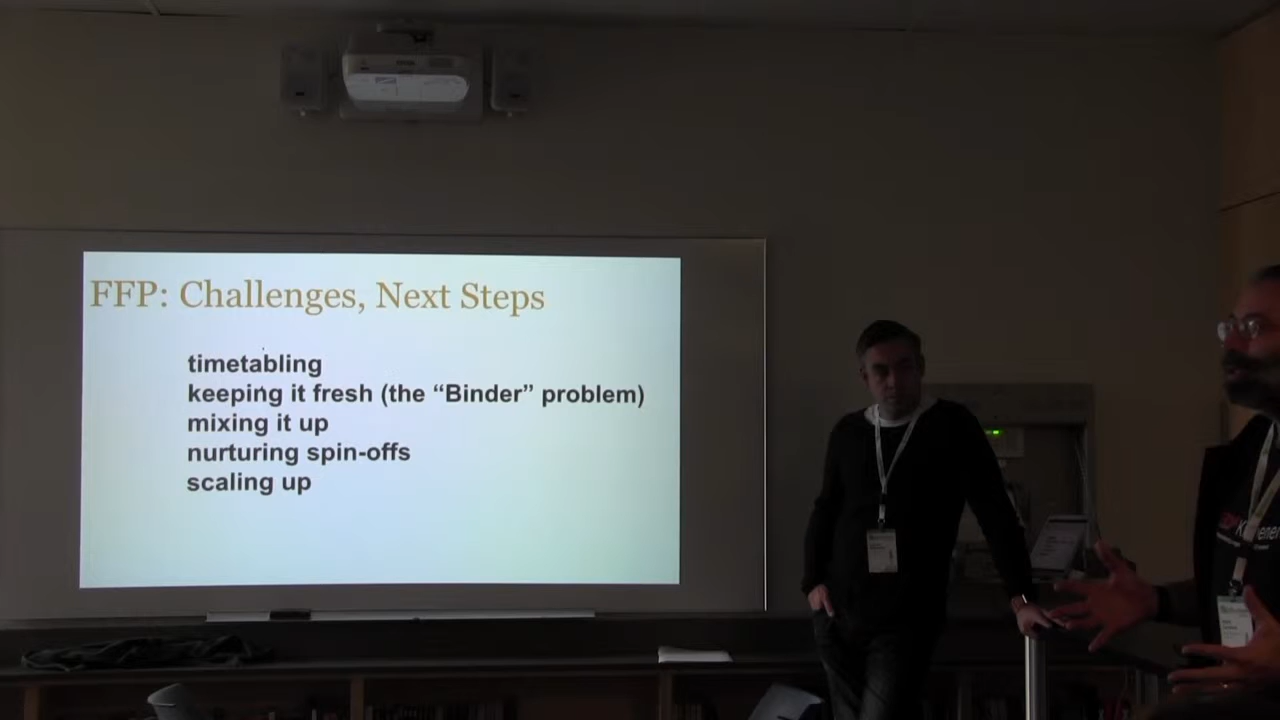 FFP: Challenges, Next Steps
timetabling
keeping it fresh (the “Binder” problem)
mixing it up
nurturing spin-offs
scaling up